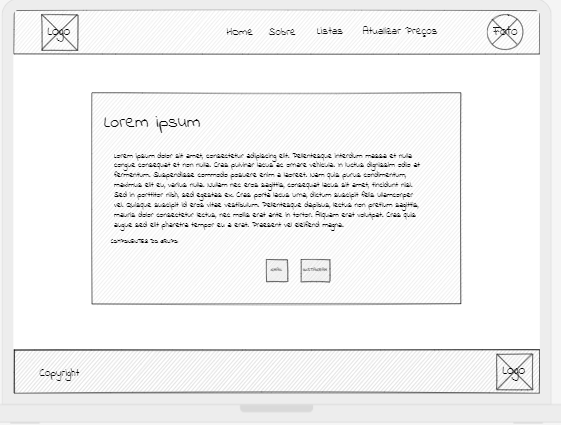 Logo
Home Sobre Listas Atualizar Preços
Foto
Lorem ipsum
Lorem ipsum dolor sit amet, consectetur adipiscing elit. Pellentesque interdum massa et nulla
congue consequat et non nulla. Cras pulvinar lacus ac ornare vehicula. In luctus dignissim odio at
fermentum. Suspendisse commodo posuere enim a laoreet. Nam quis purus condimentum,
maximus elit eu, varius nulla. Nullam nec eros sagittis, consequat lacus sit amet, tincidunt nisl.
Sed in porttitor nibh, sed egestas ex. Cras porta lacus urna, dictum suscipit felis ullamcorper
vel. Quisque suscipit id eros vitae vestibulum. Pellentesque dapibus, lectus non pretium sagittis,
mauris dolor consectetur lectus, nec mollis erat ante in tortor. Aliquam erat volutpat. Cras quis
augue sed elit pharetra tempor eu a erat. Praesent vel eleifend magna.
Copyright
Logo